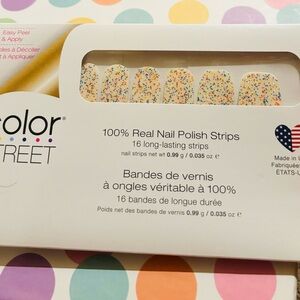 Easy Peel
& Apply
à Décoller
à Appliquer
color
STREET
100% Real Nail Polish Strips
16 long-lasting strips
nail strips net wt 0.99 g / 0.035 oz e
Made in
Fabriquées
ÉTATS-U
Bandes de vernis
à ongles véritable à 100%
16 bandes de longue durée
Poids net des bandes de vernis 0.99 g / 0.035 oz e